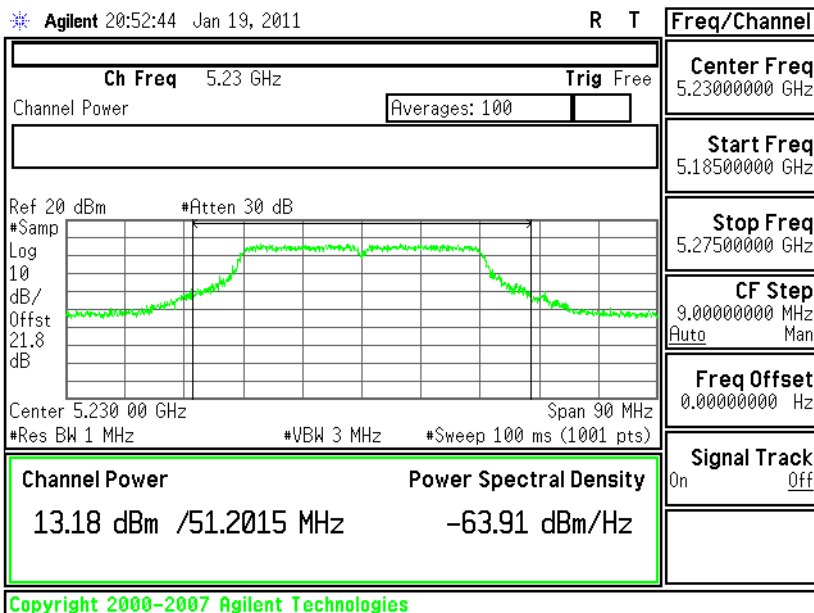 Agilent 20:52:44 Jan 19, 2011 R T
Freq/Channel
Ch Freq 5.23 GHz Trig Free
Channel Power Averages: 100
Ref 20 dBm #Atten 30 dB
#Samp
Log
10
dB/
Offst
21.8
dB
Center 5.230 00 GHz Span 90 MHz
#Res BW 1 MHz #VBW 3 MHz #Sweep 100 ms (1001 pts)
Channel Power Power Spectral Density
13.18 dBm /51.2015 MHz -63.91 dBm/Hz
Center Freq
5.23000000 GHz
Start Freq
5.18500000 GHz
Stop Freq
5.27500000 GHz
CF Step
9.00000000 MHz
Auto Man
Freq Offset
0.00000000 Hz
Signal Track
On Off
Copyright 2000-2007 Agilent Technologies